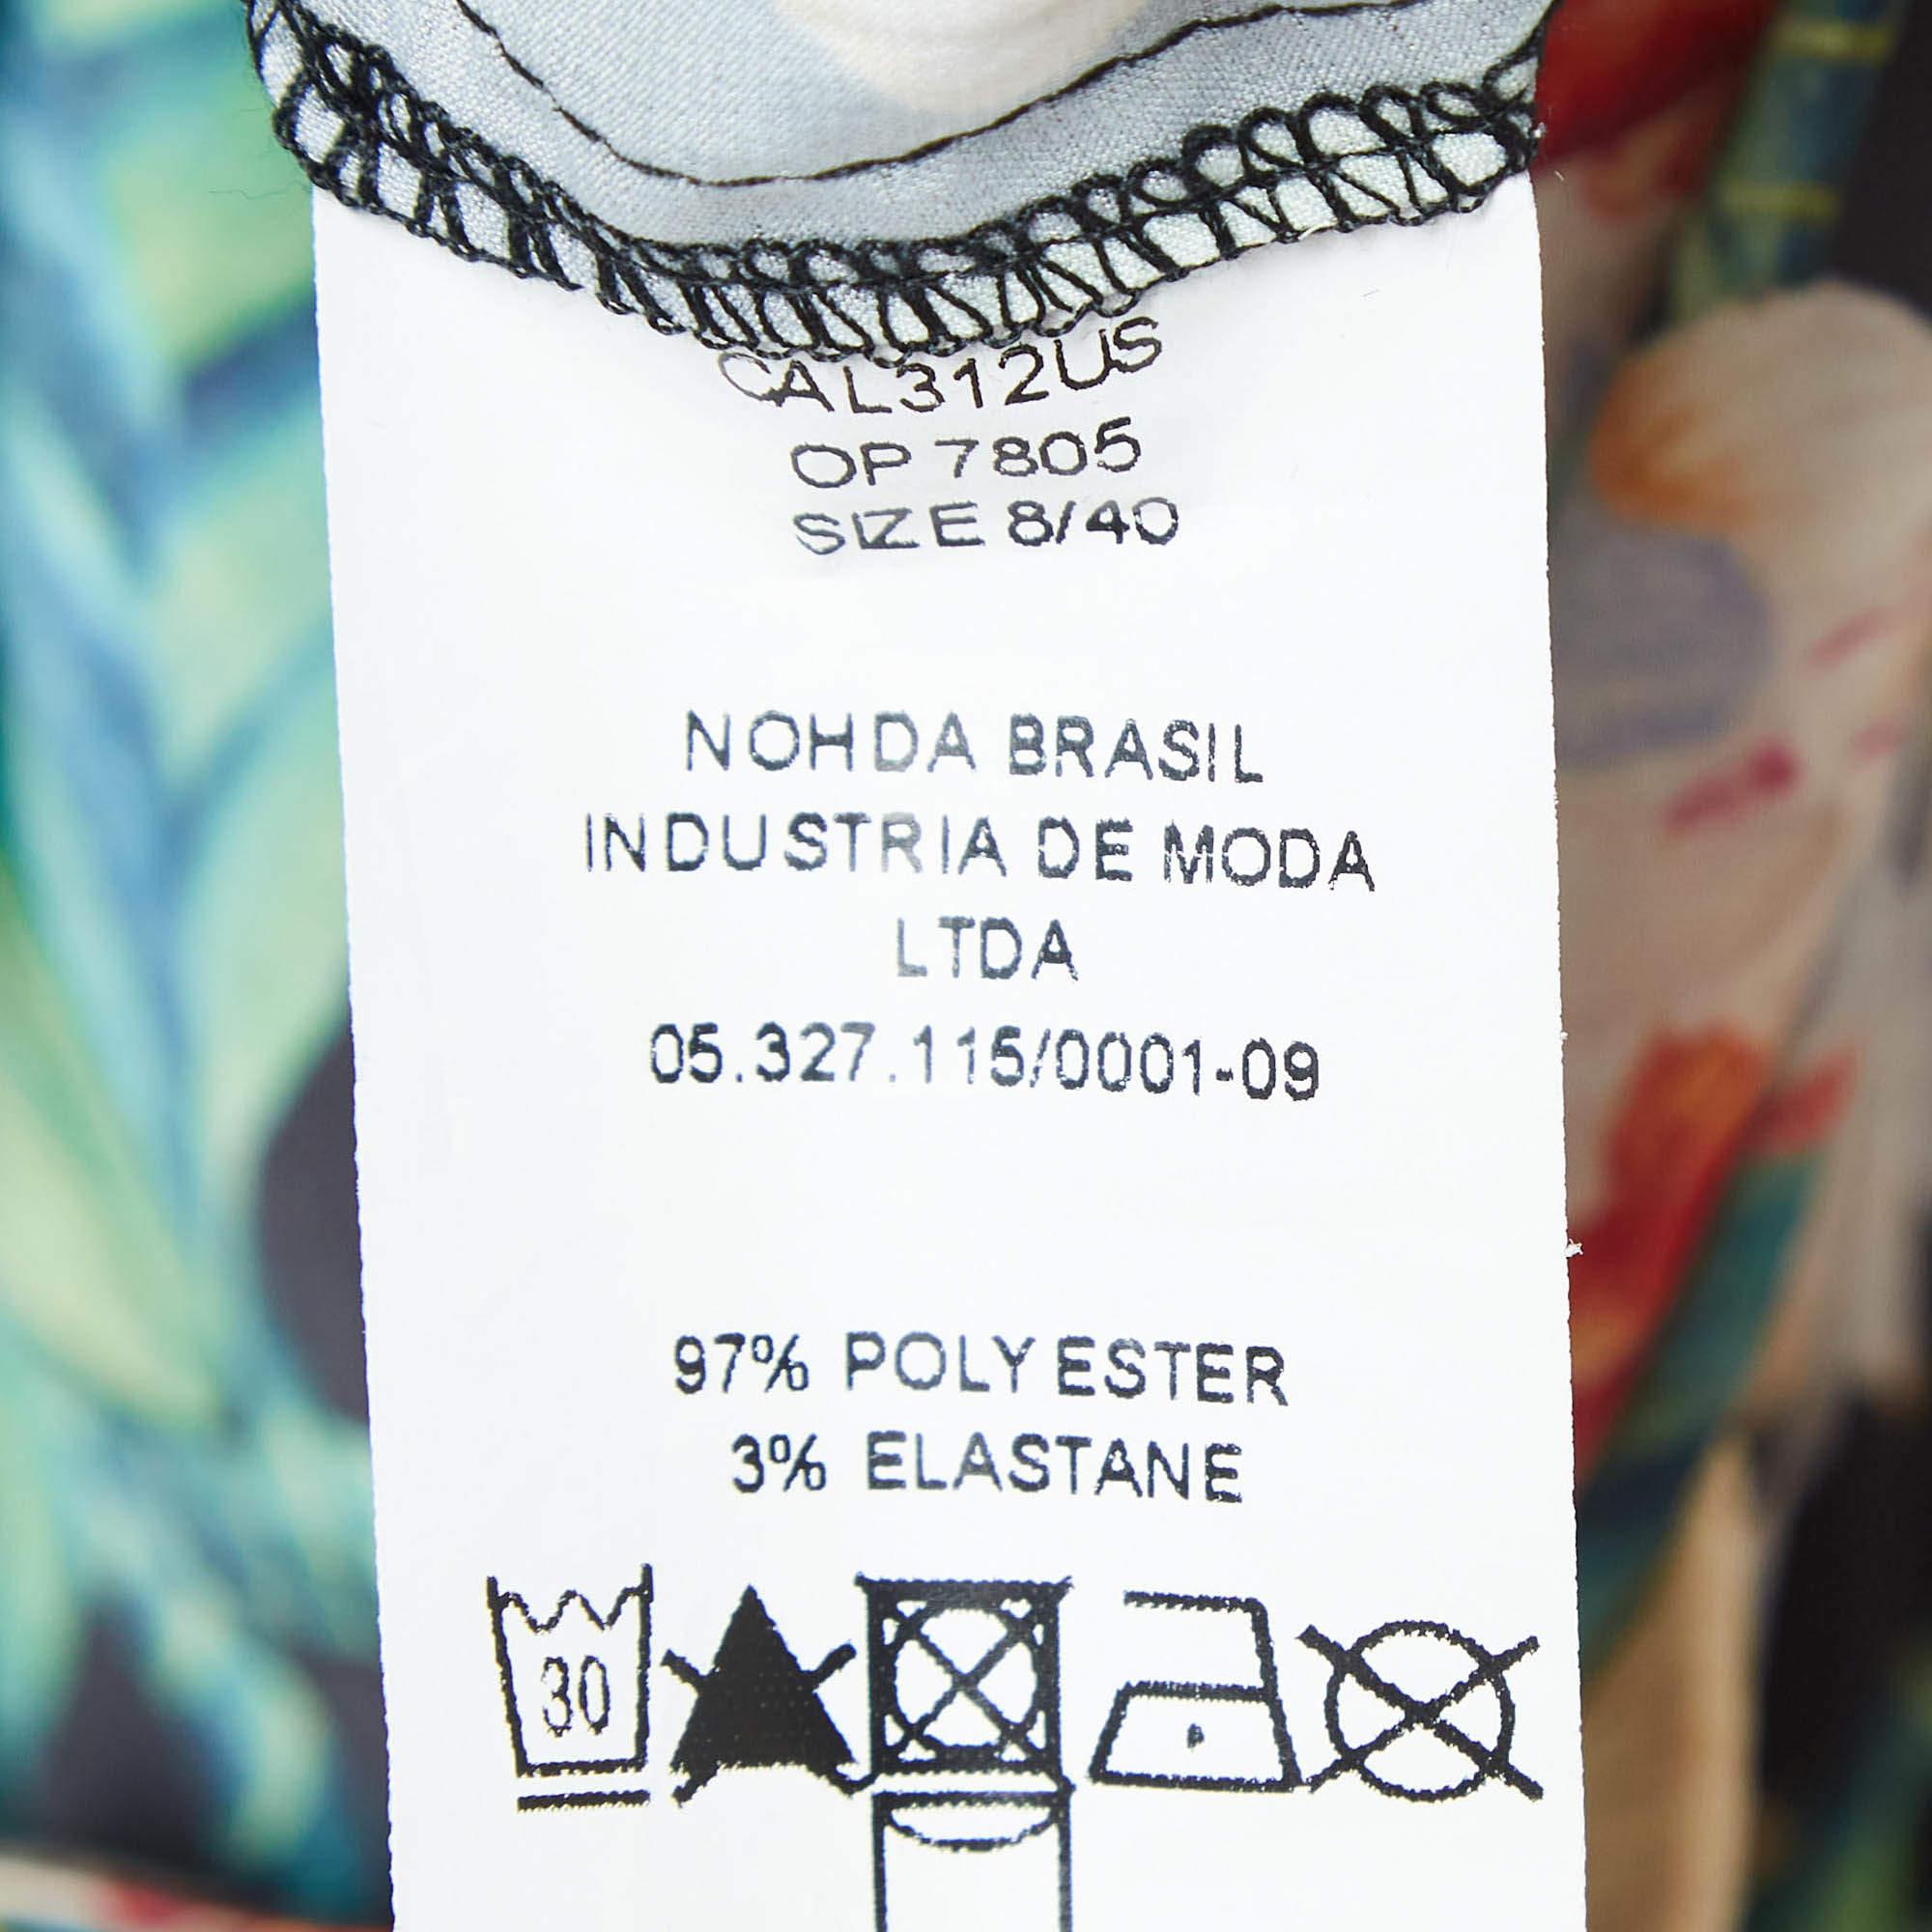 CAL312US
OP 7805
SIZE 8/40
NOHDA BRASIL
INDUSTRIA DE MODA
LTDA
05.327.115/0001-09
97% POLYESTER
3% ELASTANE
30